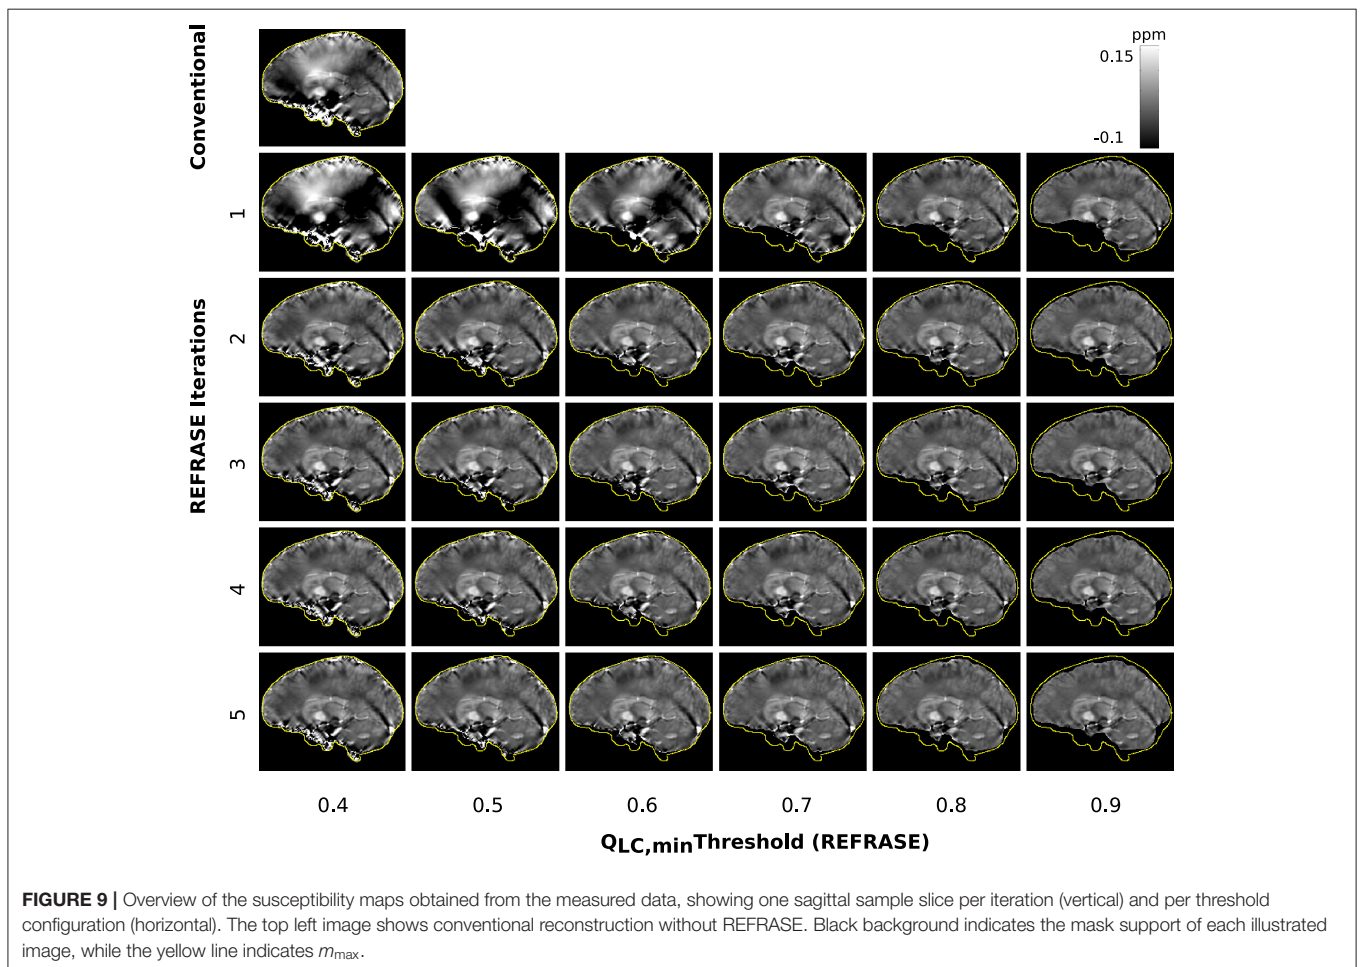 Conventional
ppm
0.15
-0.1
REFRASE Iterations
1
2
3
4
5
0.4 0.5 0.6 0.7 0.8 0.9
QLC,minThreshold (REFRASE)
FIGURE 9 | Overview of the susceptibility maps obtained from the measured data, showing one sagittal sample slice per iteration (vertical) and per threshold
configuration (horizontal). The top left image shows conventional reconstruction without REFRASE. Black background indicates the mask support of each illustrated
image, while the yellow line indicates mmax.